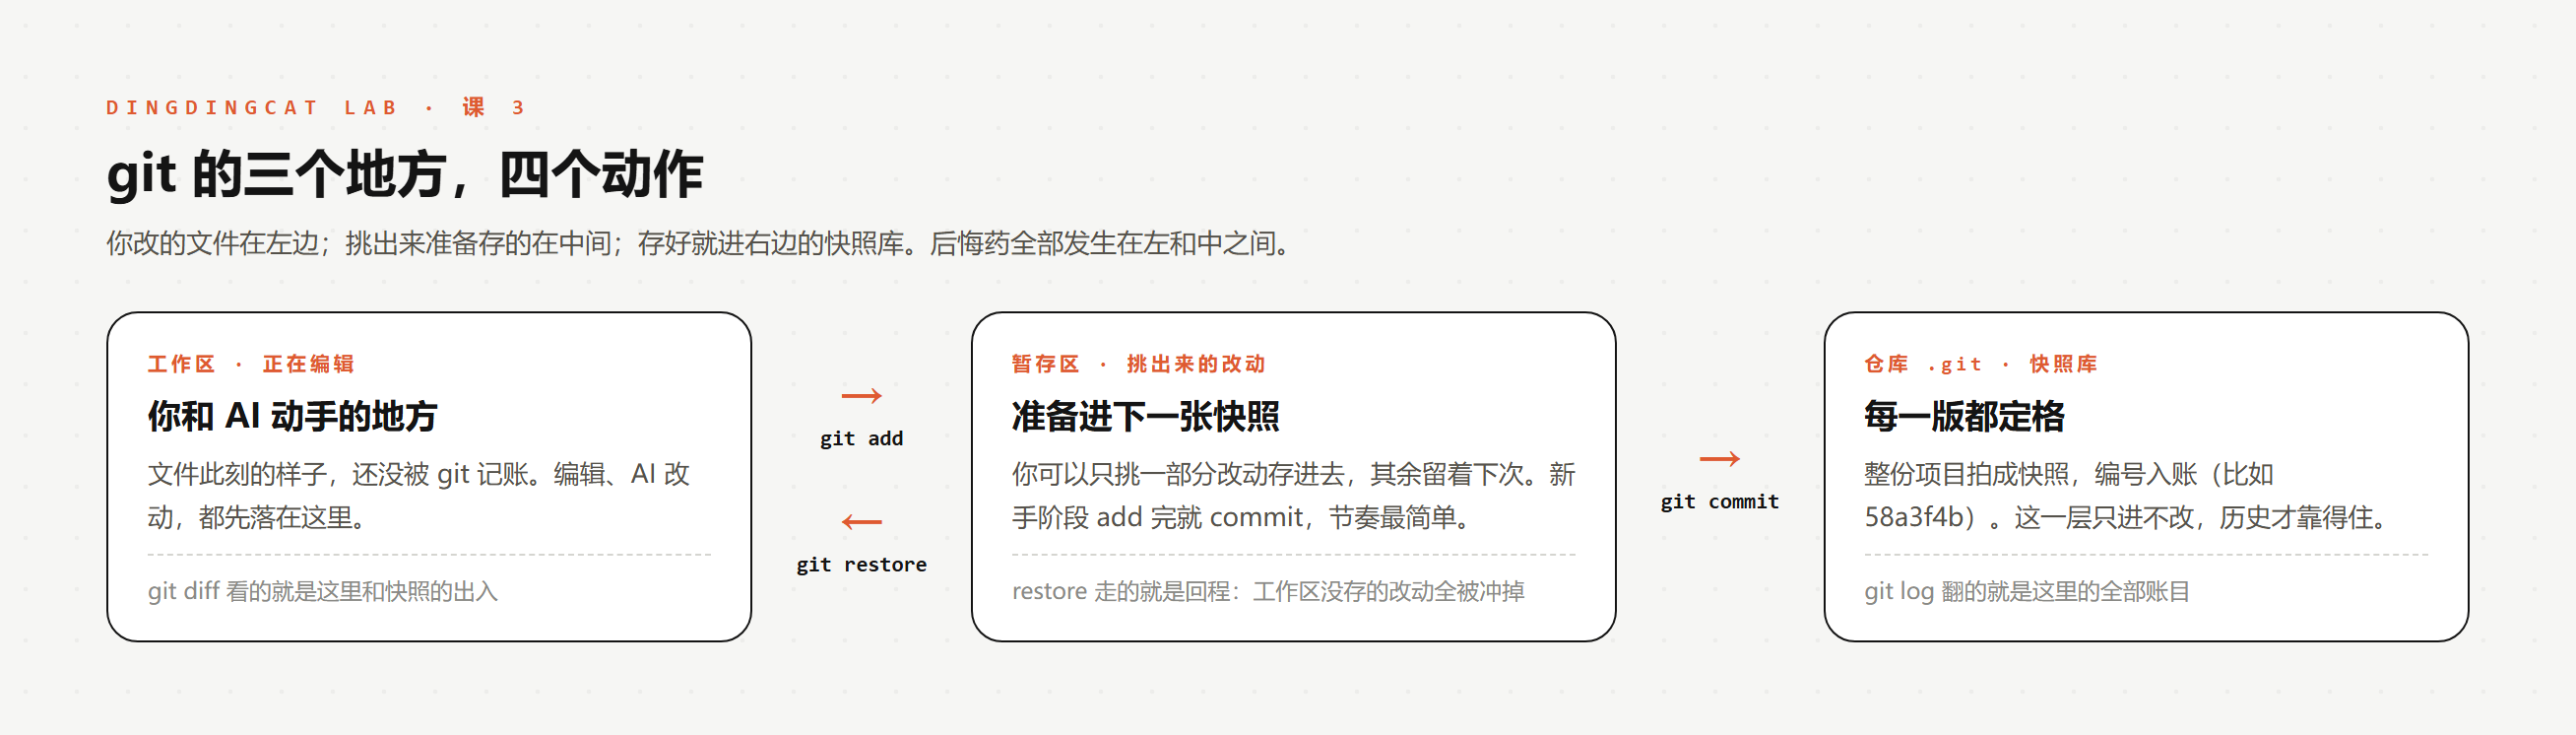 DINGDINGCAT LAB · 课 3
git 的三个地方，四个动作
你改的文件在左边；挑出来准备存的在中间；存好就进右边的快照库。后悔药全部发生在左和中之间。
工作区 · 正在编辑
你和 AI 动手的地方
文件此刻的样子，还没被 git 记账。编辑、AI 改
动，都先落在这里。
git diff 看的就是这里和快照的出入
→
git add
←
git restore
暂存区 · 挑出来的改动
准备进下一张快照
你可以只挑一部分改动存进去，其余留着下次。新
手阶段 add 完就 commit，节奏最简单。
restore 走的就是回程：工作区没存的改动全被冲掉
→
git commit
仓库 .git · 快照库
每一版都定格
整份项目拍成快照，编号入账（比如
58a3f4b）。这一层只进不改，历史才靠得住。
git log 翻的就是这里的全部账目